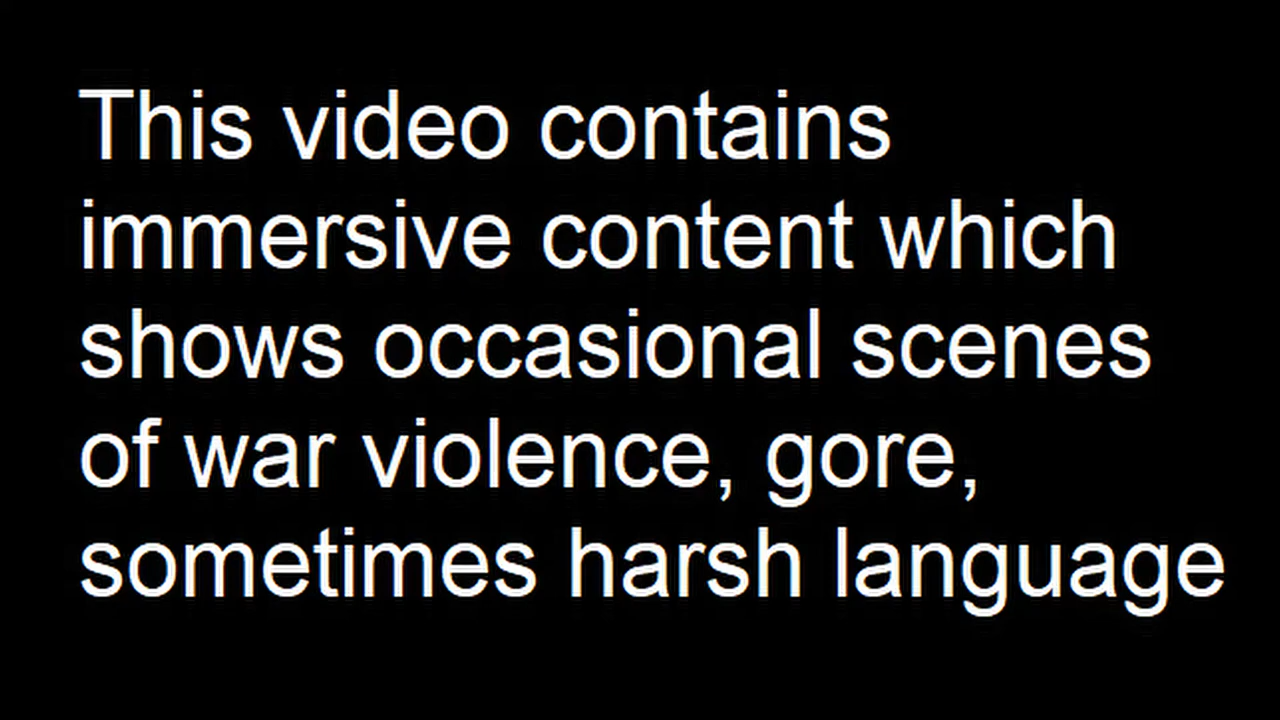 This video contains
immersive content which
shows occasional scenes
of war violence, gore,
sometimes harsh language